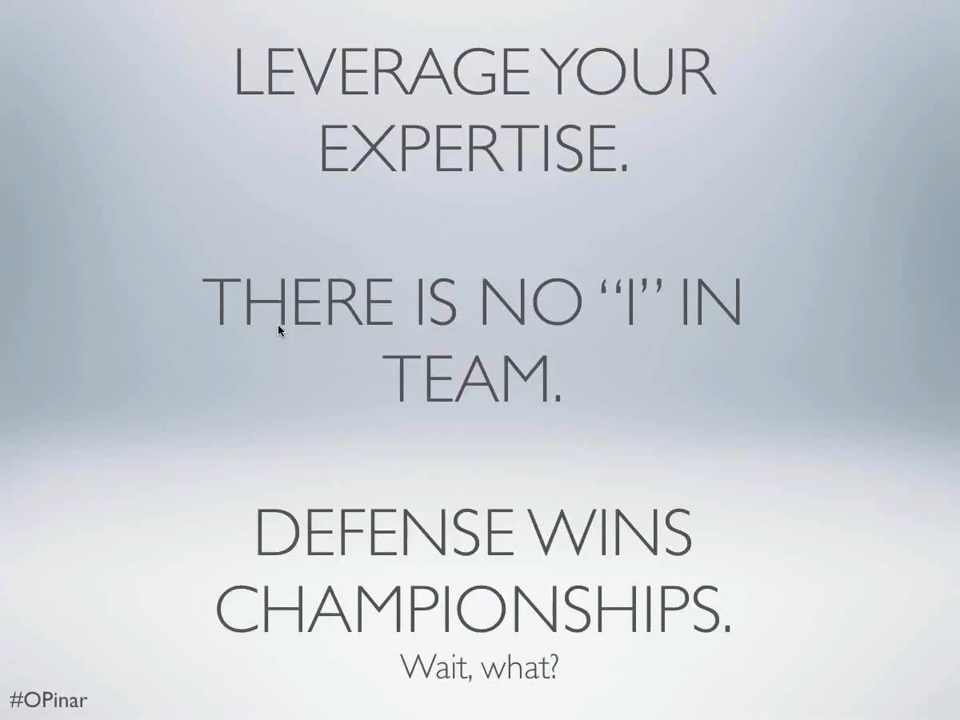 LEVERAGE YOUR
EXPERTISE.
THERE IS NO “I” IN
TEAM.
DEFENSE WINS
CHAMPIONSHIPS.
Wait, what?
#OPinar